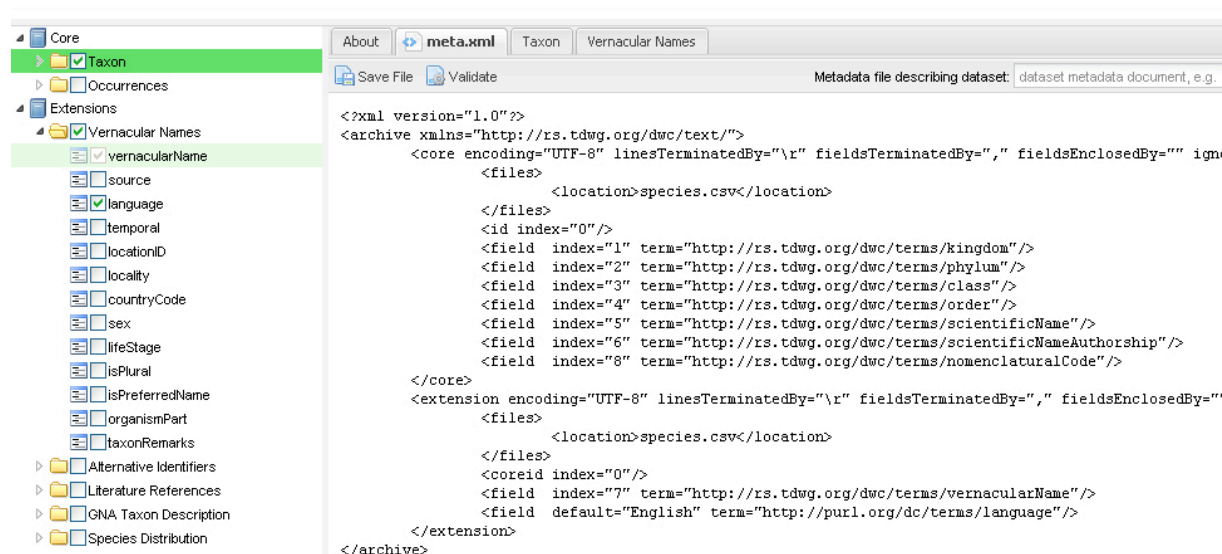 Core
Taxon
Occurrences
Extensions
Vernacular Names
vernacularName
source
language
temporal
locationID
locality
countryCode
sex
lifeStage
isPlural
isPreferredName
organismPart
taxonRemarks
Alternative Identifiers
Literature References
GNA Taxon Description
Species Distribution
About meta.xml Taxon Vernacular Names
Save File Validate Metadata file describing dataset: dataset metadata document, e.g.
<?xml version="1.0"?>
<archive xmlns="http://rs.tdwg.org/dwc/text/">
<core encoding="UTF-8" linesTerminatedBy="\r" fieldsTerminatedBy="," fieldsEnclosedBy="" igno
<files>
<location>species.csv</location>
</files>
<id index="0"/>
<field index="1" term="http://rs.tdwg.org/dwc/terms/kingdom"/>
<field index="2" term="http://rs.tdwg.org/dwc/terms/phylum"/>
<field index="3" term="http://rs.tdwg.org/dwc/terms/class"/>
<field index="4" term="http://rs.tdwg.org/dwc/terms/order"/>
<field index="5" term="http://rs.tdwg.org/dwc/terms/scientificName"/>
<field index="6" term="http://rs.tdwg.org/dwc/terms/scientificNameAuthorship"/>
<field index="8" term="http://rs.tdwg.org/dwc/terms/nomenclaturalCode"/>
</core>
<extension encoding="UTF-8" linesTerminatedBy="\r" fieldsTerminatedBy="," fieldsEnclosedBy="
<files>
<location>species.csv</location>
</files>
<coreid index="0"/>
<field index="7" term="http://rs.tdwg.org/dwc/terms/vernacularName"/>
<field default="English" term="http://purl.org/dc/terms/language"/>
</extension>
</archive>